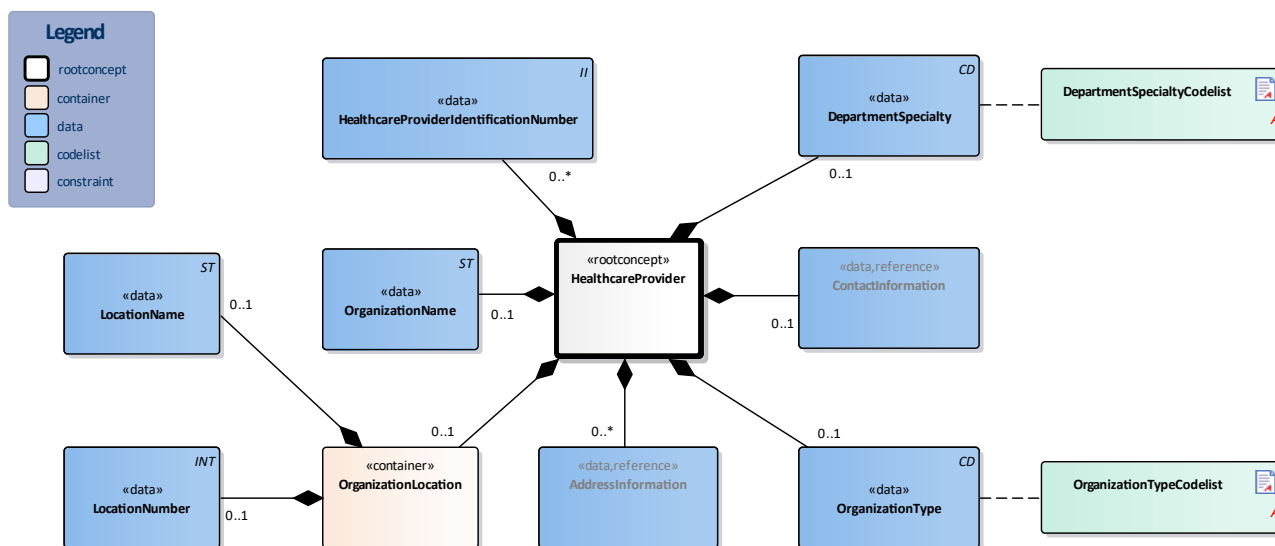 Legend
rootconcept
container
data
codelist
constraint
II
«data»
HealthcareProviderIdentificationNumber
0..*
CD
«data»
DepartmentSpecialty
0..1
DepartmentSpecialtyCodelist
A
ST
«data»
LocationName
0..1
ST
«data»
OrganizationName
0..1
«rootconcept»
HealthcareProvider
«data,reference»
ContactInformation
0..1
0..1
0..*
0..1
INT
«data»
LocationNumber
0..1
«container»
OrganizationLocation
«data,reference»
AddressInformation
CD
«data»
OrganizationType
OrganizationTypeCodelist
A